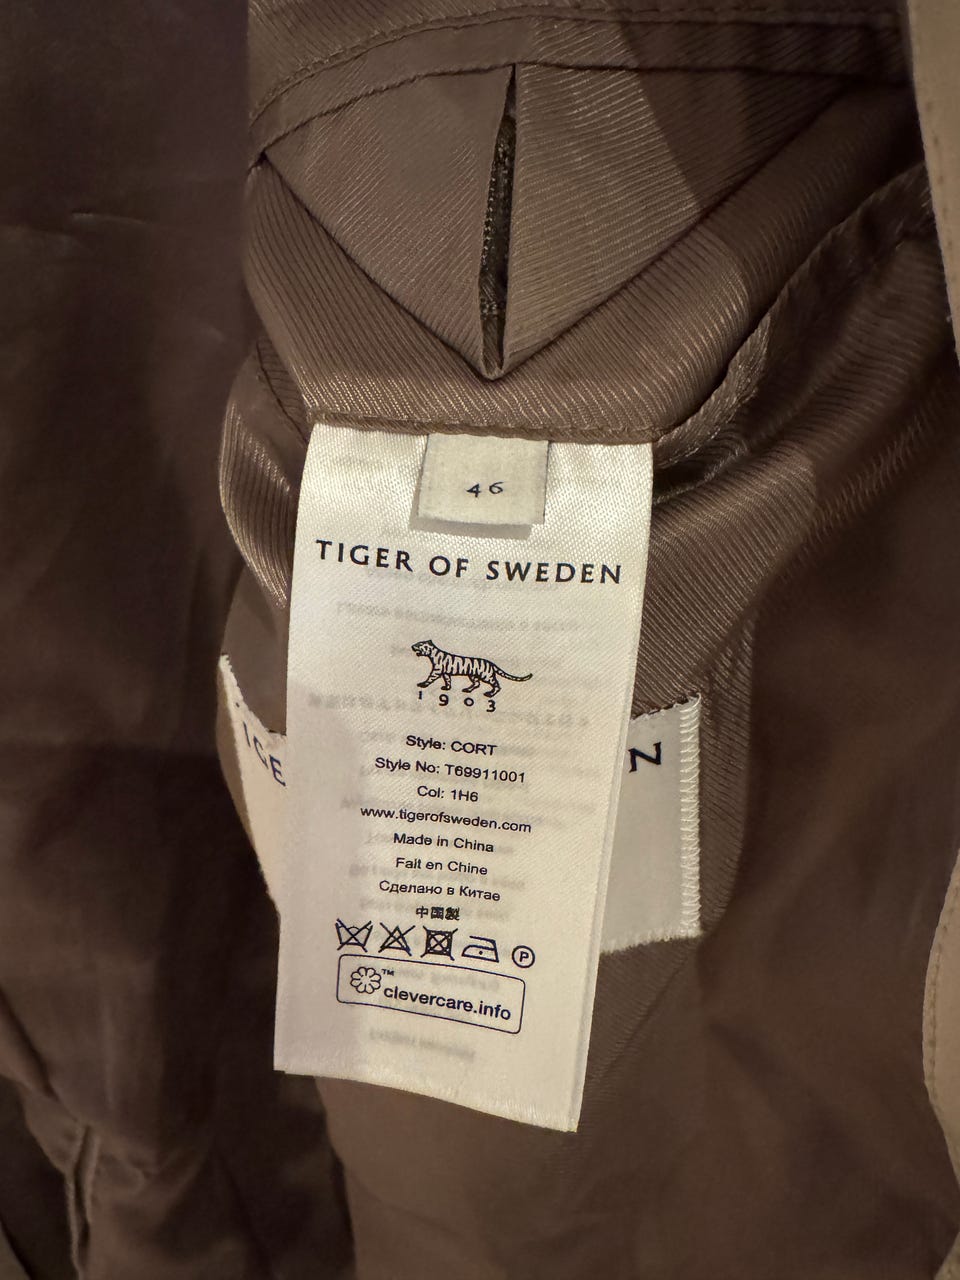 46
TIGER OF SWEDEN
1903
Style: CORT
Style No: T69911001
Col: 1H6
www.tigerofsweden.com
Made in China
Fait en Chine
Сделано в Китае
中国製
P
™
clevercare.info